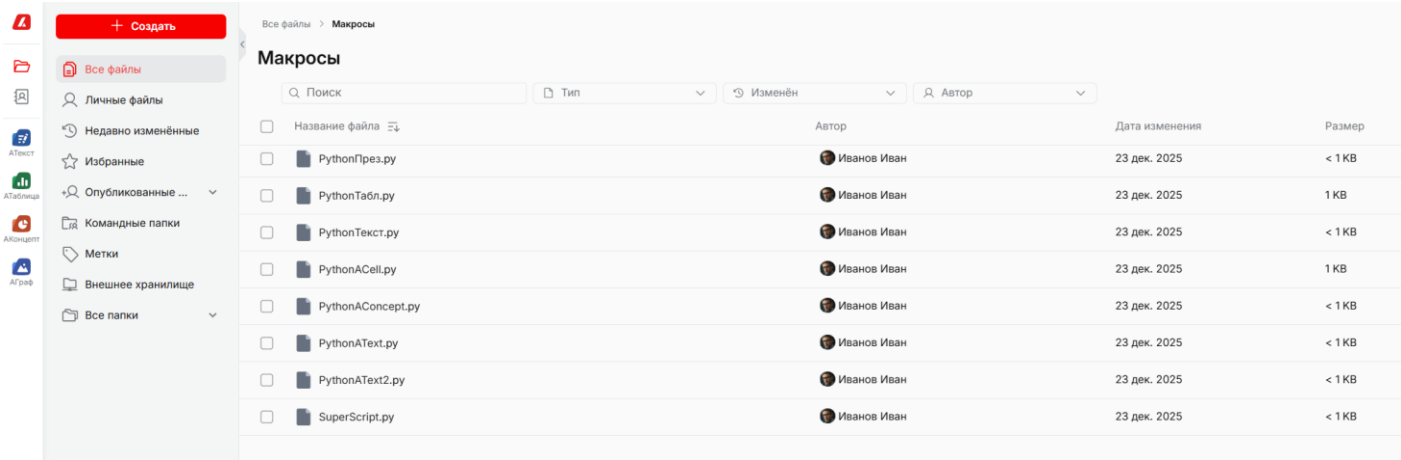 Создать
Все файлы
Личные файлы
Недавно изменённые
Избранные
Опубликованные ...
Командные папки
Метки
Внешнее хранилище
Все папки
АТекст
АТаблица
АКонцепт
АГраф
Все файлы > Макросы
Макросы
Поиск Тип Изменён Автор
Название файла Автор Дата изменения Размер
PythonПрез.py Иванов Иван 23 дек. 2025 < 1 KB
PythonТабл.py Иванов Иван 23 дек. 2025 1 KB
PythonТекст.py Иванов Иван 23 дек. 2025 < 1 KB
PythonACell.py Иванов Иван 23 дек. 2025 1 KB
PythonAConcept.py Иванов Иван 23 дек. 2025 < 1 KB
PythonAText.py Иванов Иван 23 дек. 2025 < 1 KB
PythonAText2.py Иванов Иван 23 дек. 2025 < 1 KB
SuperScript.py Иванов Иван 23 дек. 2025 < 1 KB